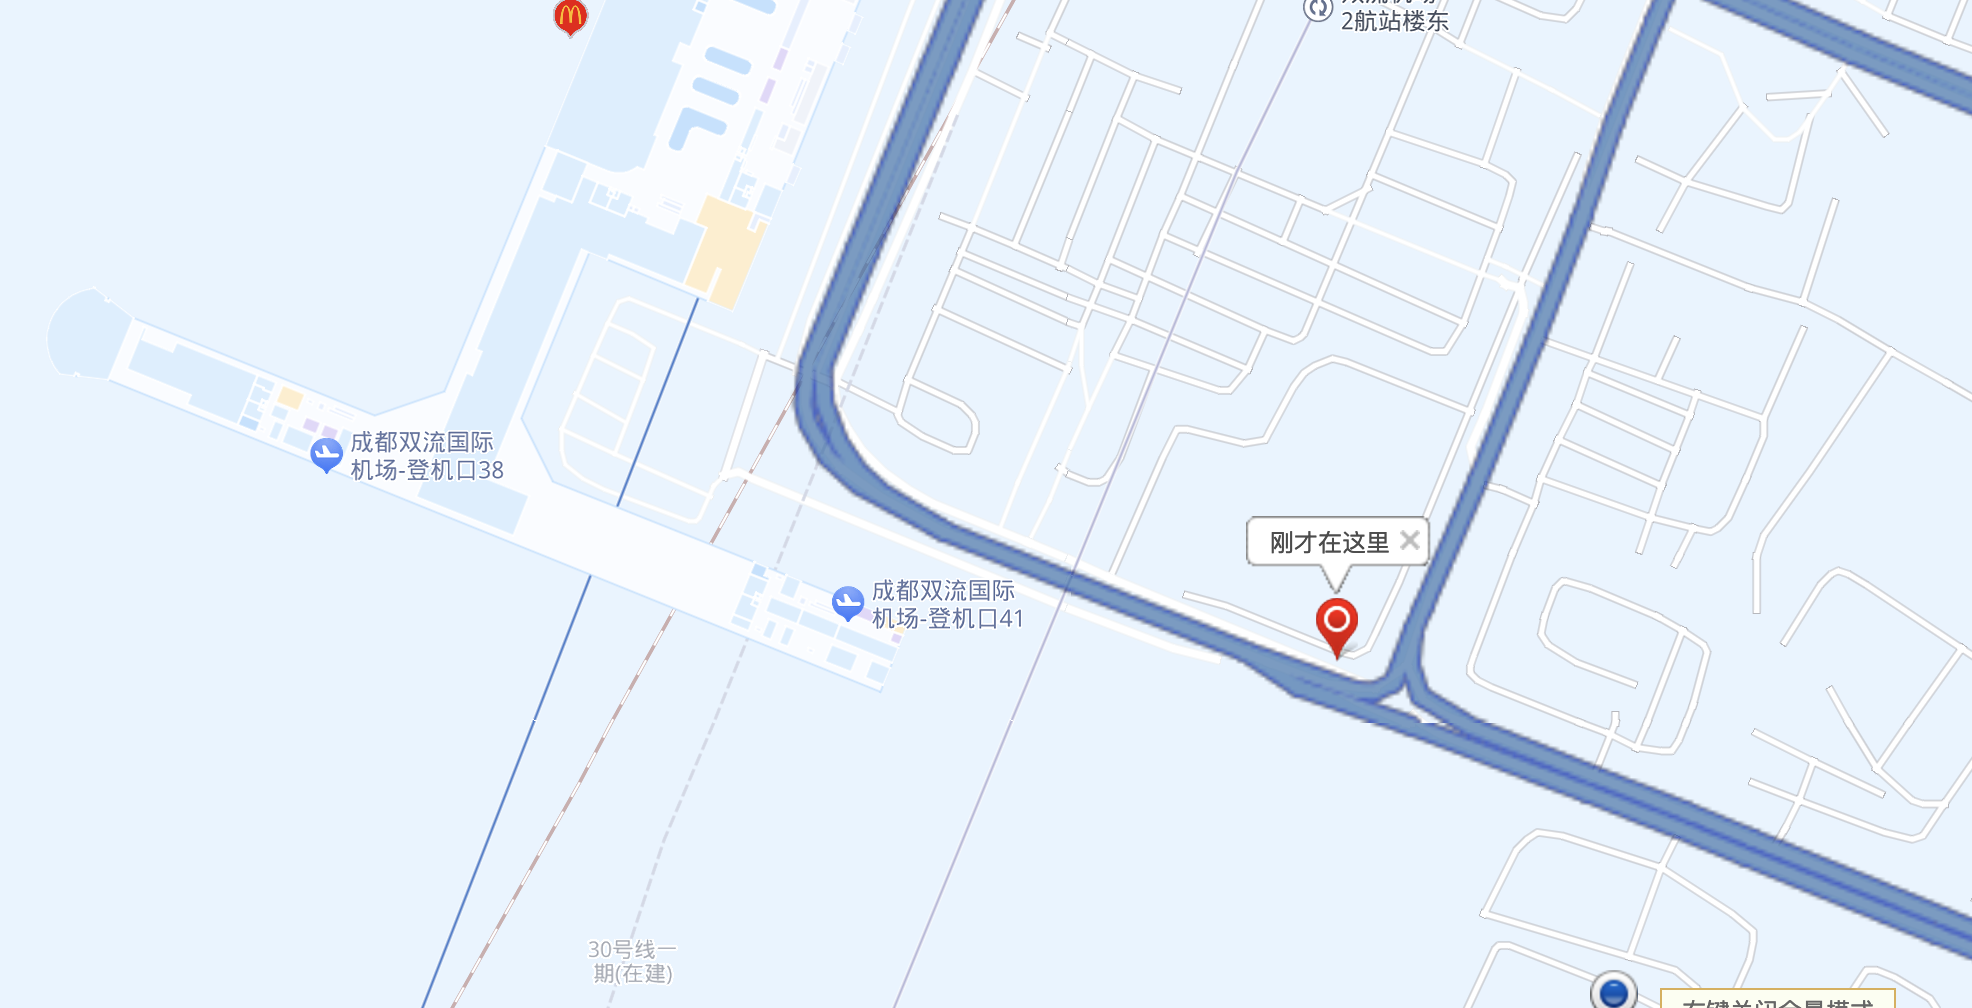 2航站楼东
成都双流国际
机场-登机口38
刚才在这里
成都双流国际
机场-登机口41
30号线一
期(在建)